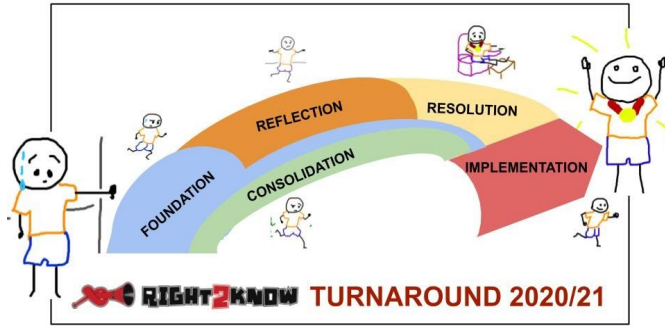 REFLECTION
RESOLUTION
FOUNDATION
CONSOLIDATION
IMPLEMENTATION
RIGHT2KNOW TURNAROUND 2020/21